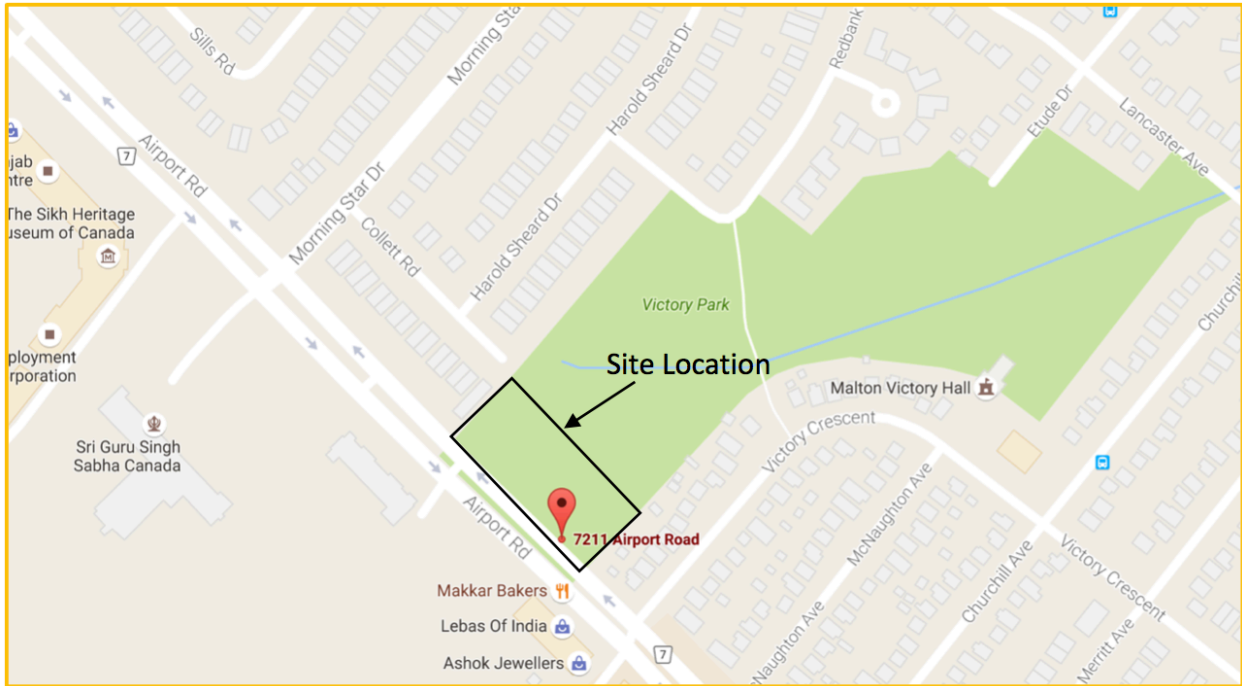 Sills Rd
Morning Sta
Harold Sheard Dr
Redbank
Etude Dr
Lancaster Ave
Airport Rd
7
jab
ntre
The Sikh Heritage
useum of Canada
Morning Star Dr
Collett Rd
Harold Sheard Dr
Victory Park
Churchill
ployment
rporation
Site Location
Malton Victory Hall
Sri Guru Singh
Sabha Canada
Victory Crescent
McNaughton Ave
Airport Rd
7211 Airport Road
Makkar Bakers
Lebas Of India
Ashok Jewellers
7
McNaughton Ave
Churchill Ave
Victory Crescent
Merritt Ave